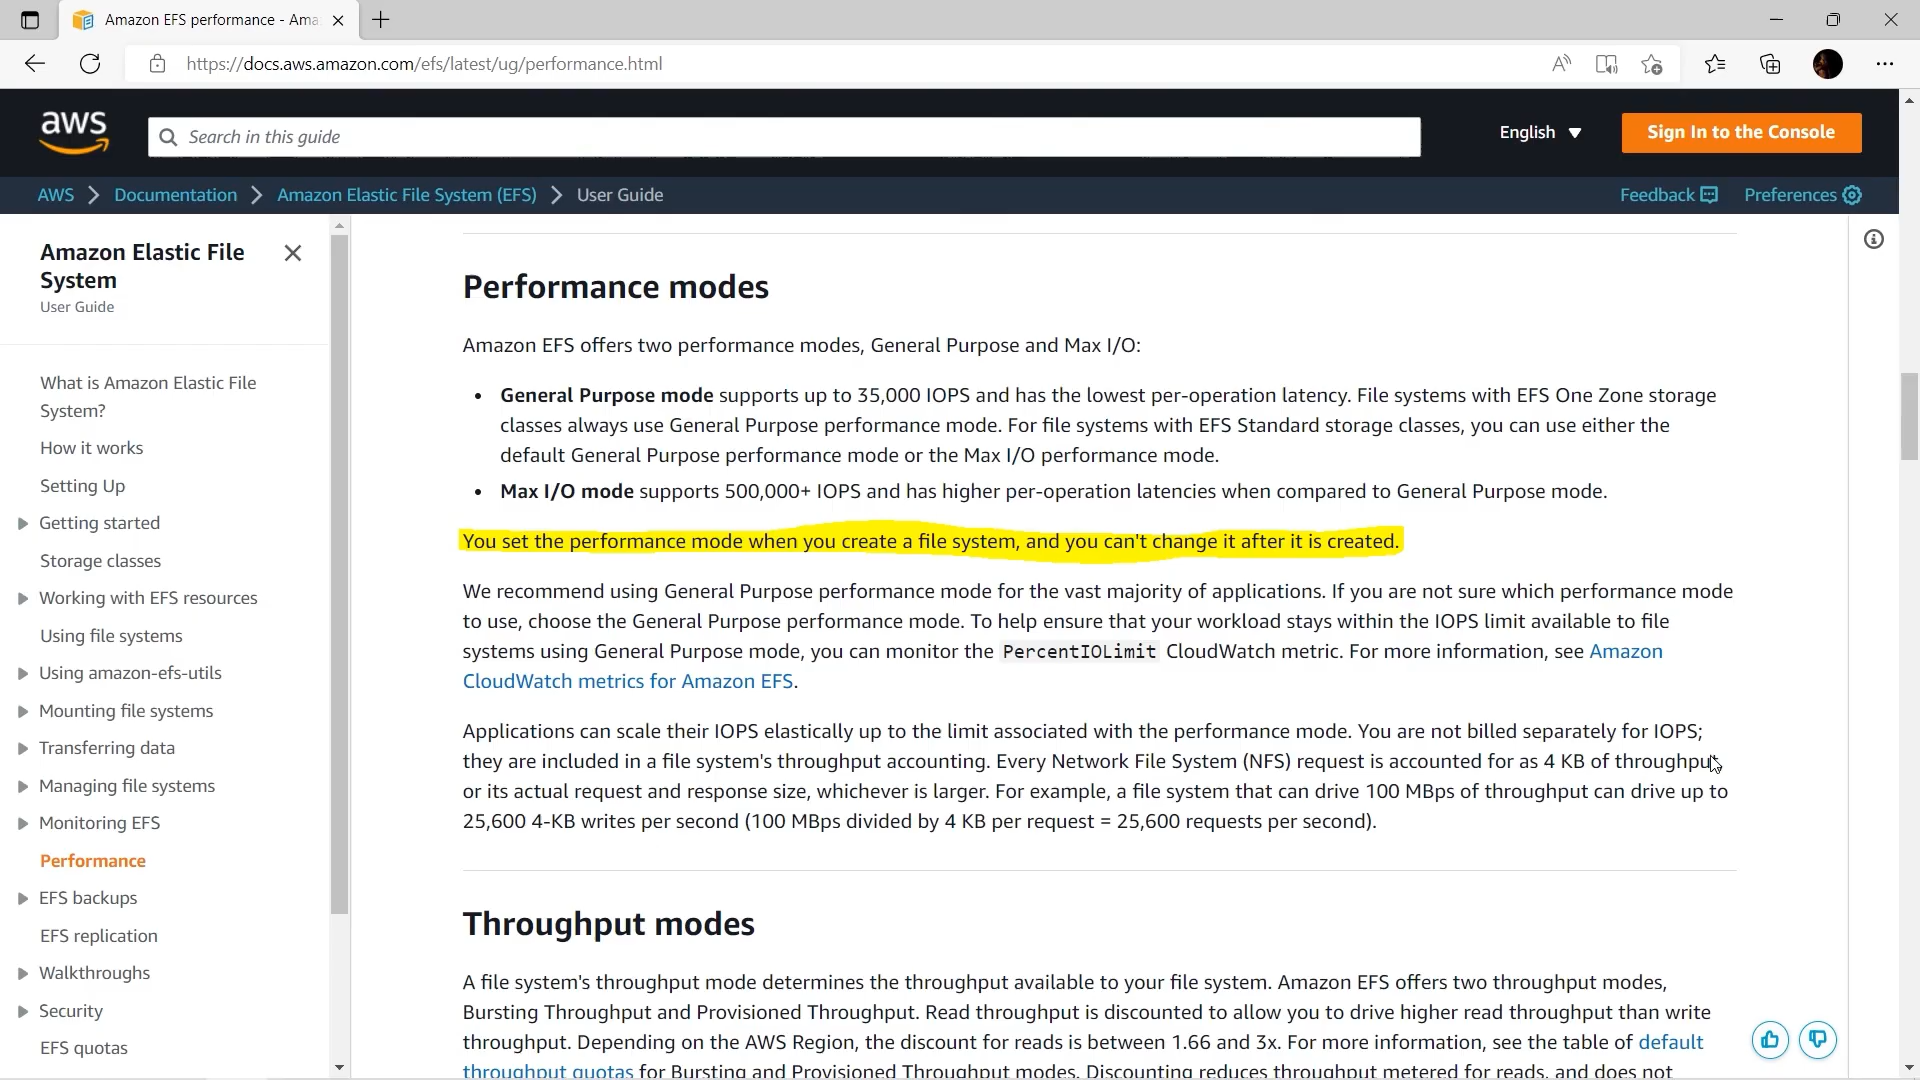 Amazon EFS performance - Ama
https://docs.aws.amazon.com/efs/latest/ug/performance.html
aws
Search in this guide
English
Sign In to the Console
AWS
Documentation
Amazon Elastic File System (EFS)
User Guide
Feedback
Preferences
Amazon Elastic File
System
User Guide
What is Amazon Elastic File
System?
How it works
Setting Up
Getting started
Storage classes
Working with EFS resources
Using file systems
Using amazon-efs-utils
Mounting file systems
Transferring data
Managing file systems
Monitoring EFS
Performance
EFS backups
EFS replication
Walkthroughs
Security
EFS quotas
Performance modes
Amazon EFS offers two performance modes, General Purpose and Max I/O:
• General Purpose mode supports up to 35,000 IOPS and has the lowest per-operation latency. File systems with EFS One Zone storage
classes always use General Purpose performance mode. For file systems with EFS Standard storage classes, you can use either the
default General Purpose performance mode or the Max I/O performance mode.
• Max I/O mode supports 500,000+ IOPS and has higher per-operation latencies when compared to General Purpose mode.
You set the performance mode when you create a file system, and you can't change it after it is created.
We recommend using General Purpose performance mode for the vast majority of applications. If you are not sure which performance mode
to use, choose the General Purpose performance mode. To help ensure that your workload stays within the IOPS limit available to file
systems using General Purpose mode, you can monitor the PercentIOLimit CloudWatch metric. For more information, see Amazon
CloudWatch metrics for Amazon EFS.
Applications can scale their IOPS elastically up to the limit associated with the performance mode. You are not billed separately for IOPS;
they are included in a file system's throughput accounting. Every Network File System (NFS) request is accounted for as 4 KB of throughput,
or its actual request and response size, whichever is larger. For example, a file system that can drive 100 MBps of throughput can drive up to
25,600 4-KB writes per second (100 MBps divided by 4 KB per request = 25,600 requests per second).
Throughput modes
A file system's throughput mode determines the throughput available to your file system. Amazon EFS offers two throughput modes,
Bursting Throughput and Provisioned Throughput. Read throughput is discounted to allow you to drive higher read throughput than write
throughput. Depending on the AWS Region, the discount for reads is between 1.66 and 3x. For more information, see the table of default
throughput quotas for Bursting and Provisioned Throughput modes. Discounting reduces throughput metered for reads, and does not